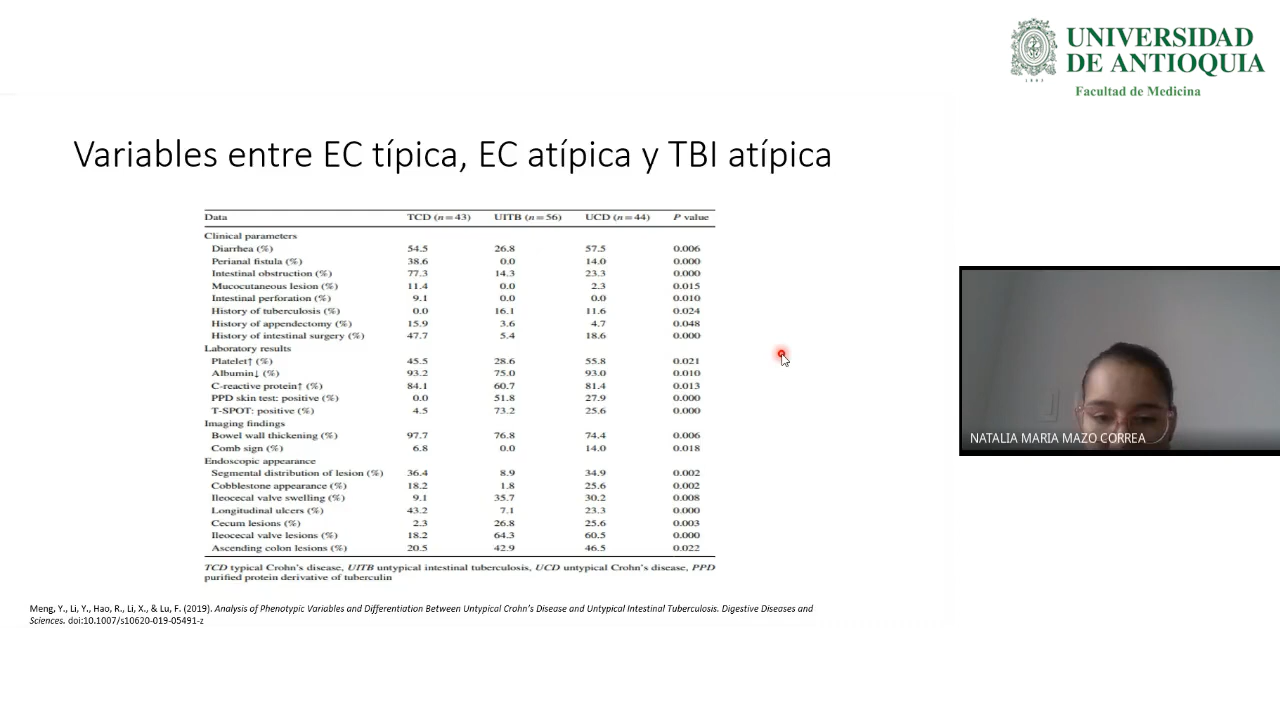 UNIVERSIDAD
DE ANTIOQUIA
1803
Facultad de Medicina
Variables entre EC típica, EC atípica y TBI atípica
Data TCD (n=43) UITB (n=56) UCD (n=44) P value
Clinical parameters
Diarrhea (%) 54.5 26.8 57.5 0.006
Perianal fistula (%) 38.6 0.0 14.0 0.000
Intestinal obstruction (%) 77.3 14.3 23.3 0.000
Mucocutaneous lesion (%) 11.4 0.0 2.3 0.015
Intestinal perforation (%) 9.1 0.0 0.0 0.010
History of tuberculosis (%) 0.0 16.1 11.6 0.024
History of appendectomy (%) 15.9 3.6 4.7 0.048
History of intestinal surgery (%) 47.7 5.4 18.6 0.000
Laboratory results
Platelet↑ (%) 45.5 28.6 55.8 0.021
Albumin↓ (%) 93.2 75.0 93.0 0.010
C-reactive protein↑ (%) 84.1 60.7 81.4 0.013
PPD skin test: positive (%) 0.0 51.8 27.9 0.000
T-SPOT: positive (%) 4.5 73.2 25.6 0.000
Imaging findings
Bowel wall thickening (%) 97.7 76.8 74.4 0.006
Comb sign (%) 6.8 0.0 14.0 0.018
Endoscopic appearance
Segmental distribution of lesion (%) 36.4 8.9 34.9 0.002
Cobblestone appearance (%) 18.2 1.8 25.6 0.002
Ileocecal valve swelling (%) 9.1 35.7 30.2 0.008
Longitudinal ulcers (%) 43.2 7.1 23.3 0.000
Cecum lesions (%) 2.3 26.8 25.6 0.003
Ileocecal valve lesions (%) 18.2 64.3 60.5 0.000
Ascending colon lesions (%) 20.5 42.9 46.5 0.022
TCD typical Crohn's disease, UITB untypical intestinal tuberculosis, UCD untypical Crohn's disease, PPD
purified protein derivative of tuberculin
Meng, Y., Li, Y., Hao, R., Li, X., & Lu, F. (2019). Analysis of Phenotypic Variables and Differentiation Between Untypical Crohn's Disease and Untypical Intestinal Tuberculosis. Digestive Diseases and
Sciences. doi:10.1007/s10620-019-05491-z
NATALIA MARIA MAZO CORREA